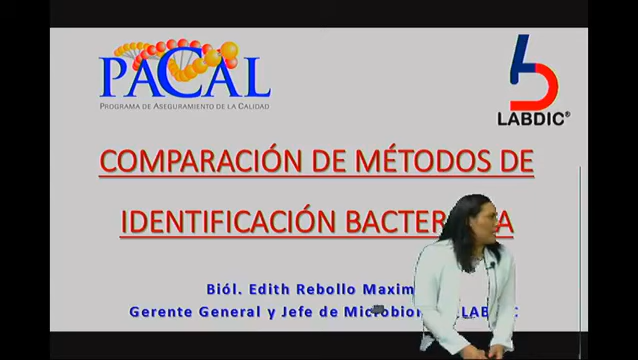 PACAL
PROGRAMA DE ASEGURAMIENTO DE LA CALIDAD
LABDIC®
COMPARACIÓN DE MÉTODOS DE
IDENTIFICACIÓN
Biól. Edith Rebollo
Gerente General y Jefe de